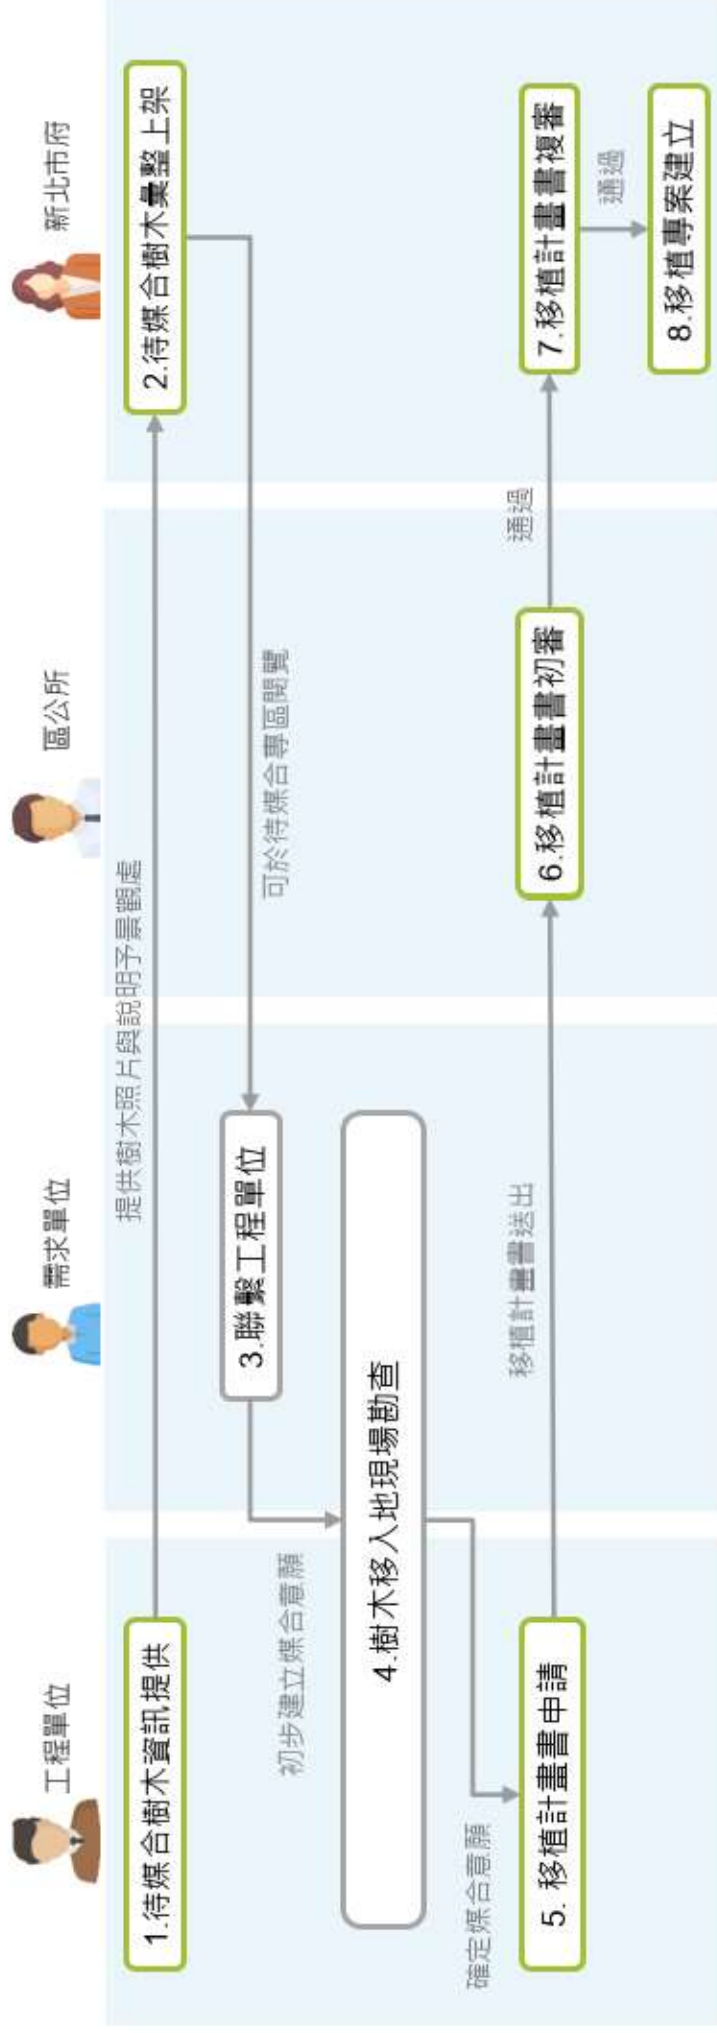 工程單位
需求單位
區公所
新北市府
1.待媒合樹木資訊提供
提供樹木照片與說明予景觀處
2.待媒合樹木彙整上架
可於待媒合專區閱覽
3.聯繫工程單位
初步建立媒合意願
4.樹木移入地現場勘查
確定媒合意願
5. 移植計畫書申請
移植計畫書送出
6.移植計畫書初審
通過
7.移植計畫書複審
通過
8.移植專案建立